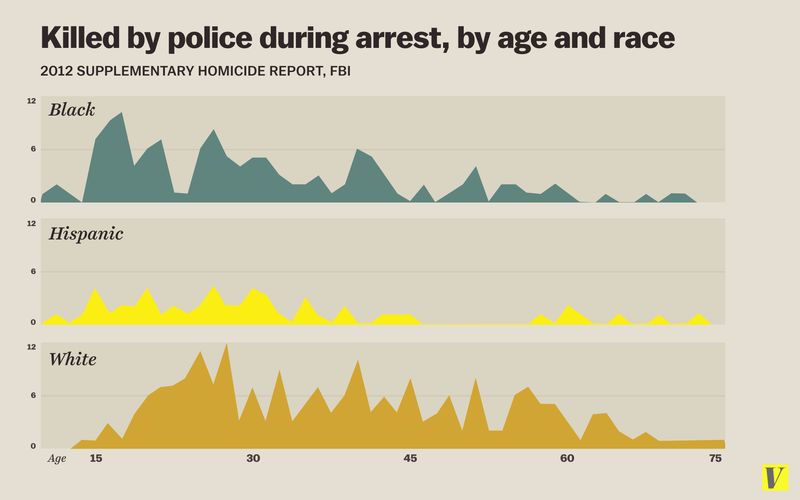 Killed by police during arrest, by age and race
2012 SUPPLEMENTARY HOMICIDE REPORT, FBI
12
Black
6
0
12
Hispanic
6
0
12
White
6
0
Age 15 30 45 60 75
V